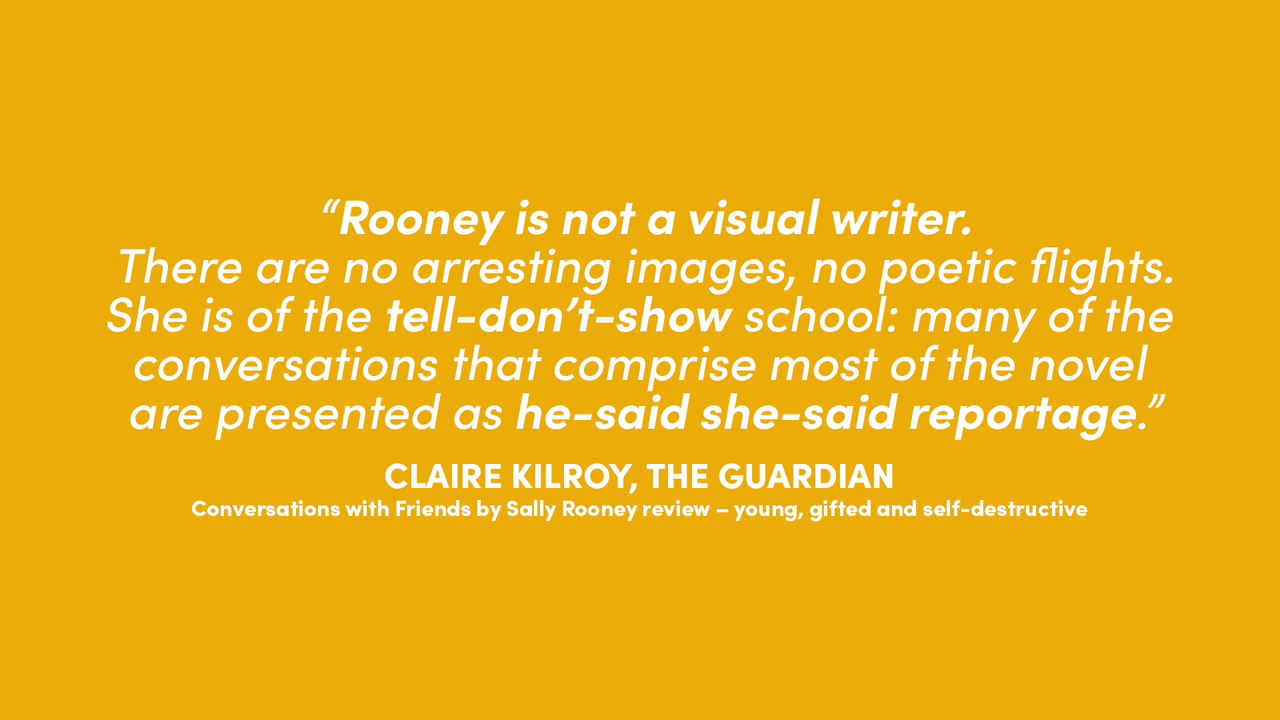 “Rooney is not a visual writer.
There are no arresting images, no poetic flights.
She is of the tell-don’t-show school: many of the
conversations that comprise most of the novel
are presented as he-said she-said reportage.”
CLAIRE KILROY, THE GUARDIAN
Conversations with Friends by Sally Rooney review – young, gifted and self-destructive